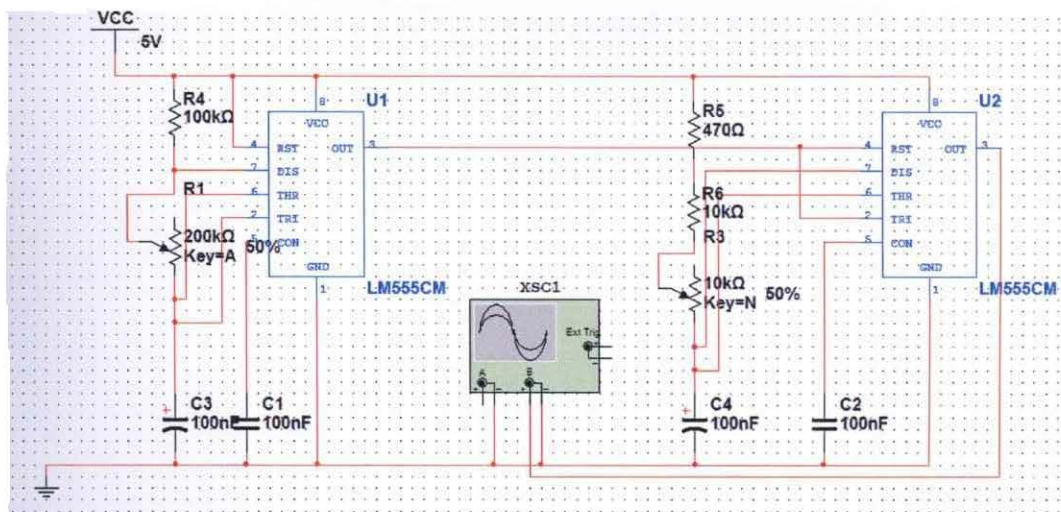 VCC
5V
R4
100kΩ
U1
8
VCC
4 RST OUT 3
7 DIS
R1
6 THR
2 TRI
200kΩ
Key=A 50%
5 CON
GND
1
LM555CM
R5
470Ω
R6
10kΩ
R3
10kΩ
Key=N 50%
U2
8
VCC
4 RST OUT 3
7 DIS
6 THR
2 TRI
5 CON
GND
1
LM555CM
XSC1
Ext Trig
A
B
C3
100nF
C1
100nF
C4
100nF
C2
100nF